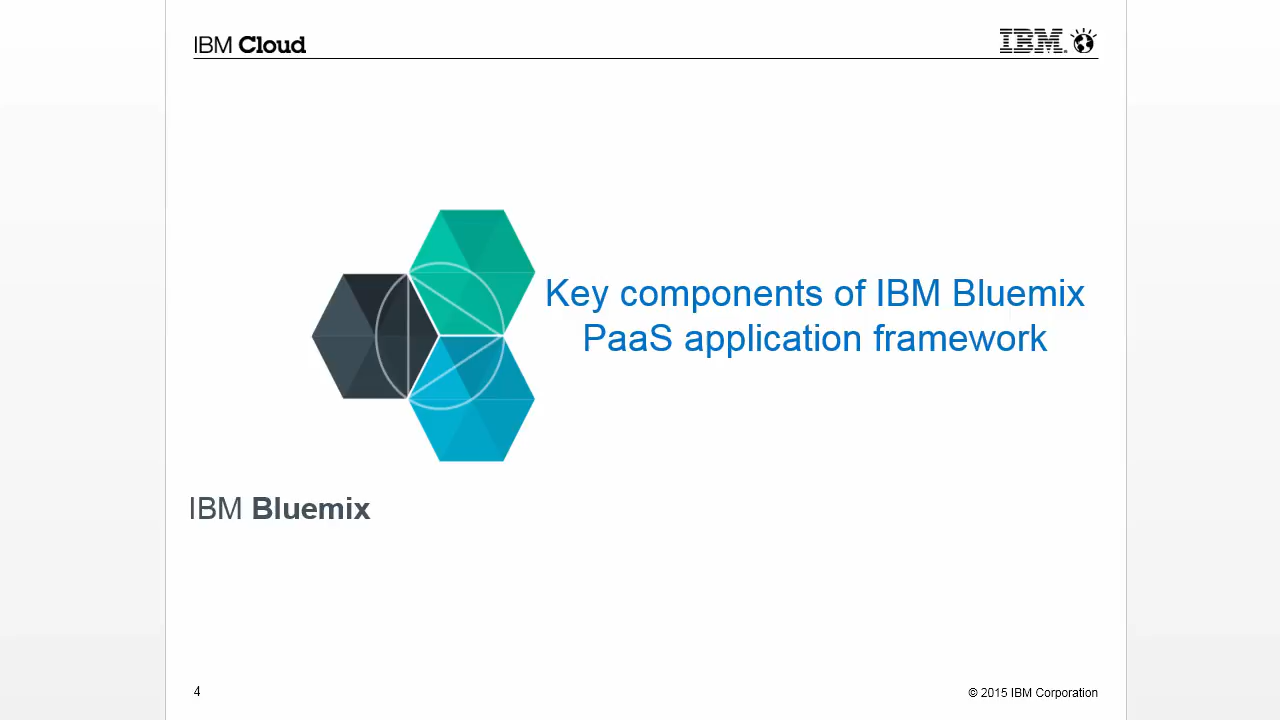 IBM Cloud
IBM
Key components of IBM Bluemix
PaaS application framework
IBM Bluemix
4
© 2015 IBM Corporation